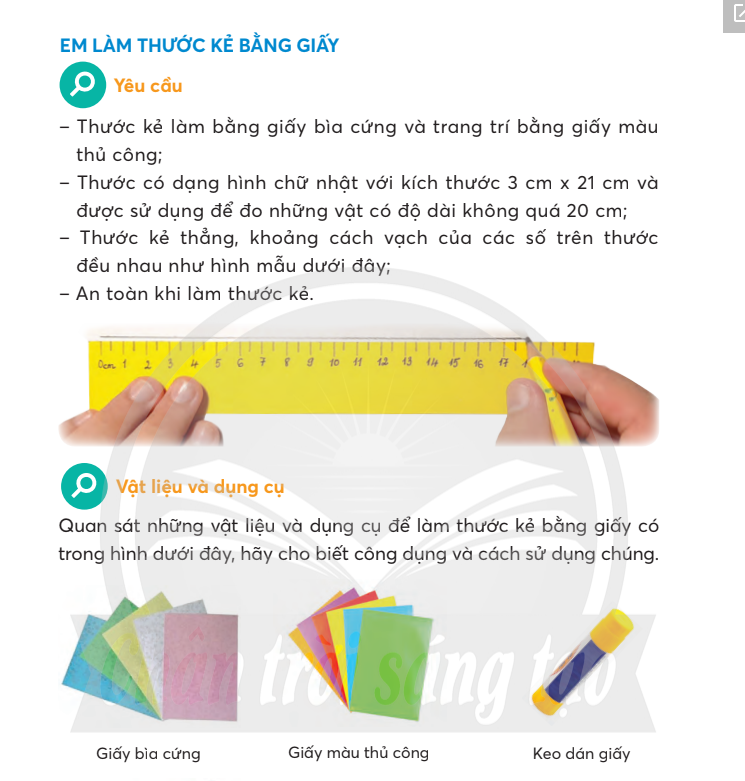 EM LÀM THƯỚC KẺ BẰNG GIẤY
Yêu cầu
– Thước kẻ làm bằng giấy bìa cứng và trang trí bằng giấy màu
thủ công;
– Thước có dạng hình chữ nhật với kích thước 3 cm x 21 cm và
được sử dụng để đo những vật có độ dài không quá 20 cm;
– Thước kẻ thẳng, khoảng cách vạch của các số trên thước
đều nhau như hình mẫu dưới đây;
– An toàn khi làm thước kẻ.
0cm 1 2 3 4 5 6 7 8 9 10 11 12 13 14 15 16 17
Vật liệu và dụng cụ
Quan sát những vật liệu và dụng cụ để làm thước kẻ bằng giấy có
trong hình dưới đây, hãy cho biết công dụng và cách sử dụng chúng.
Chân trời sáng tạo
Giấy bìa cứng Giấy màu thủ công Keo dán giấy